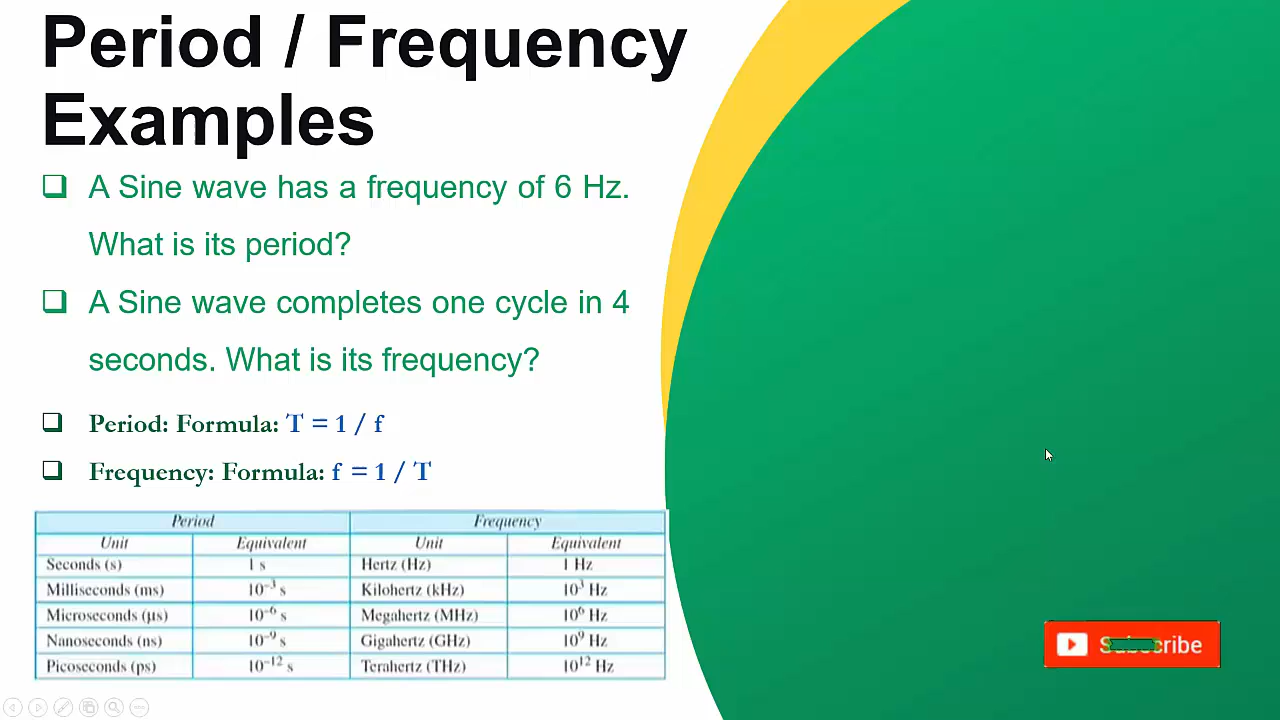 Period / Frequency
Examples
❑ A Sine wave has a frequency of 6 Hz.
What is its period?
❑ A Sine wave completes one cycle in 4
seconds. What is its frequency?
❑ Period: Formula: T = 1 / f
❑ Frequency: Formula: f = 1 / T
Period Frequency
Unit Equivalent Unit Equivalent
Seconds (s) 1 s Hertz (Hz) 1 Hz
Milliseconds (ms) 10⁻³ s Kilohertz (kHz) 10³ Hz
Microseconds (μs) 10⁻⁶ s Megahertz (MHz) 10⁶ Hz
Nanoseconds (ns) 10⁻⁹ s Gigahertz (GHz) 10⁹ Hz
Picoseconds (ps) 10⁻¹² s Terahertz (THz) 10¹² Hz
Subscribe